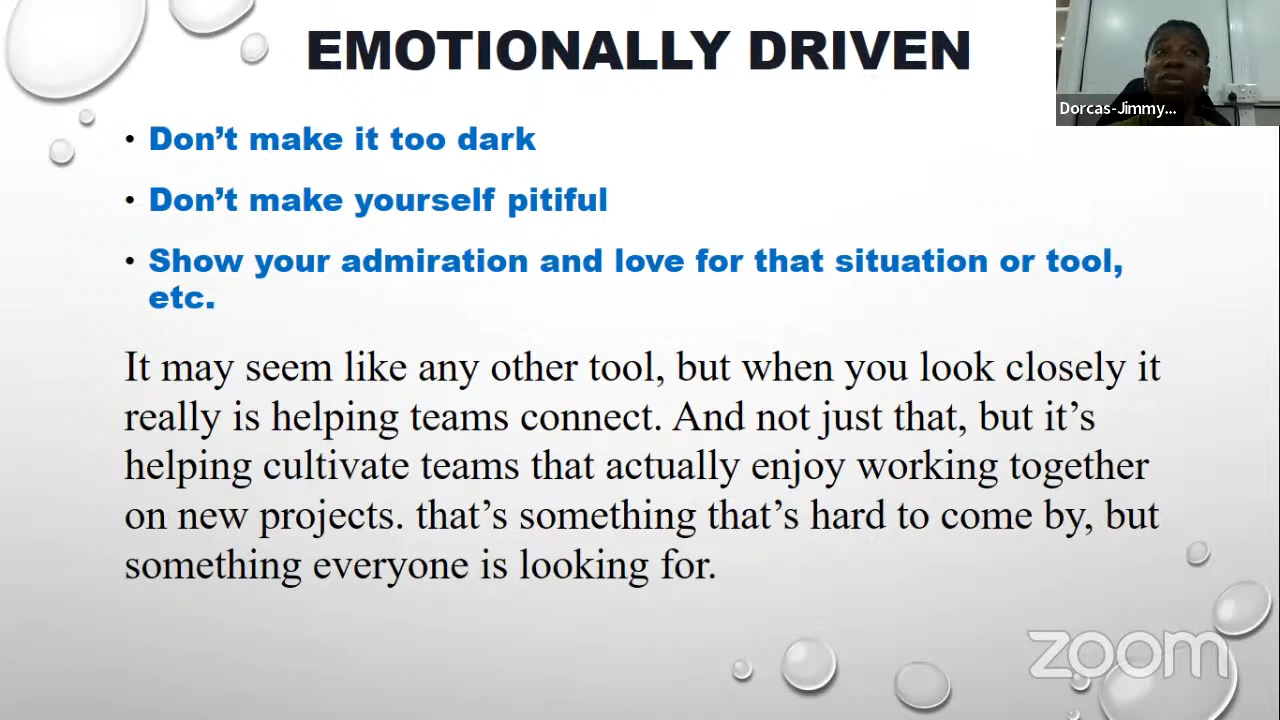 EMOTIONALLY DRIVEN
Dorcas-Jimmy...
• Don’t make it too dark
• Don’t make yourself pitiful
• Show your admiration and love for that situation or tool,
etc.
It may seem like any other tool, but when you look closely it
really is helping teams connect. And not just that, but it’s
helping cultivate teams that actually enjoy working together
on new projects. that’s something that’s hard to come by, but
something everyone is looking for.
zoom